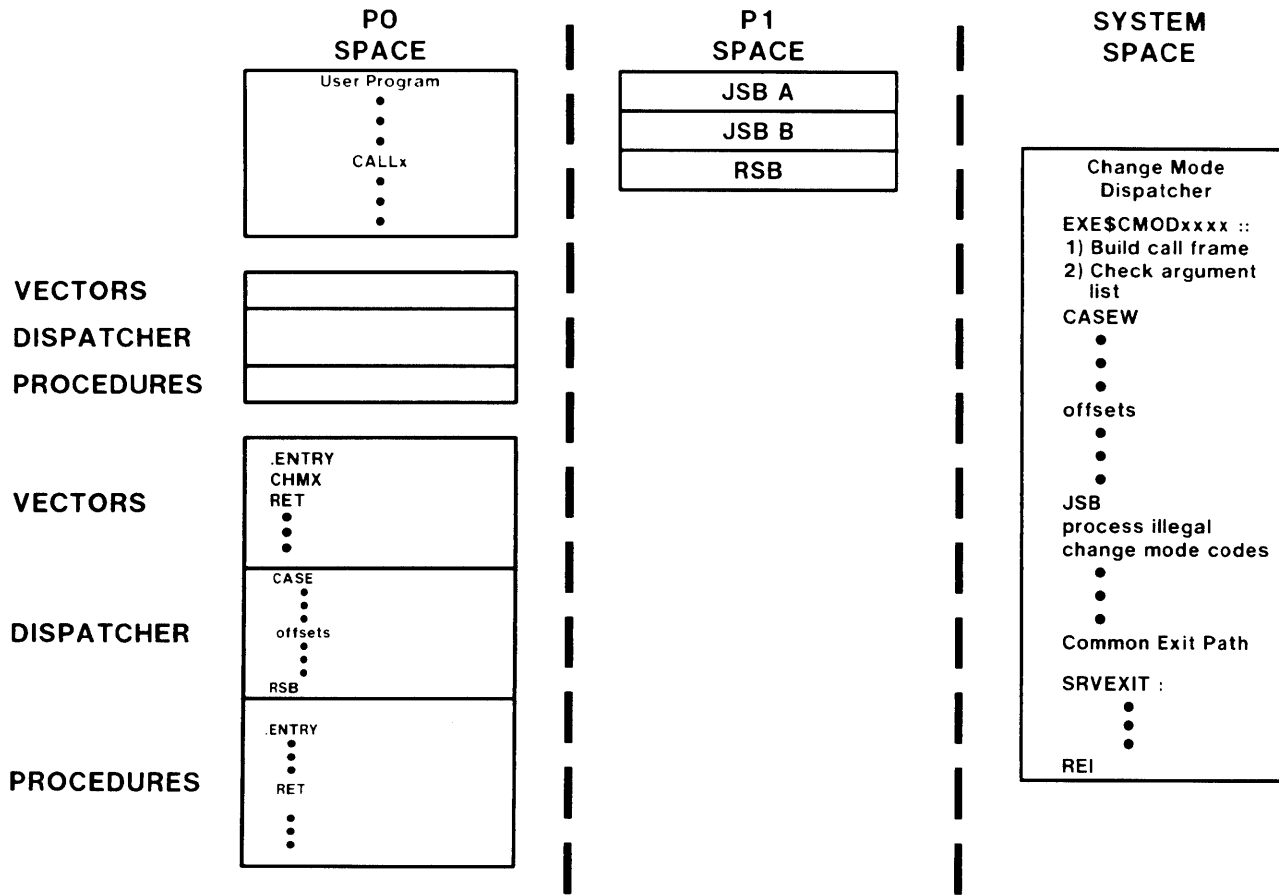 P0
SPACE
User Program
CALLx
VECTORS
DISPATCHER
PROCEDURES
VECTORS
.ENTRY
CHMX
RET
DISPATCHER
CASE
offsets
RSB
PROCEDURES
.ENTRY
RET
P1
SPACE
JSB A
JSB B
RSB
SYSTEM
SPACE
Change Mode
Dispatcher
EXE$CMODxxxx ::
1) Build call frame
2) Check argument
list
CASEW
offsets
JSB
process illegal
change mode codes
Common Exit Path
SRVEXIT :
REI